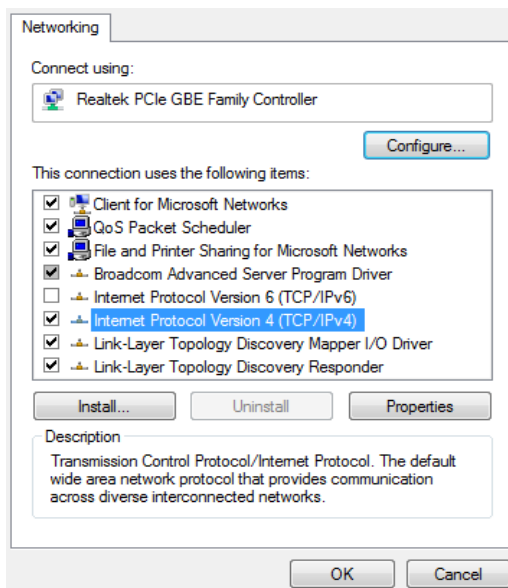 Networking
Connect using:
Realtek PCIe GBE Family Controller
Configure...
This connection uses the following items:
Client for Microsoft Networks
QoS Packet Scheduler
File and Printer Sharing for Microsoft Networks
Broadcom Advanced Server Program Driver
Internet Protocol Version 6 (TCP/IPv6)
Internet Protocol Version 4 (TCP/IPv4)
Link-Layer Topology Discovery Mapper I/O Driver
Link-Layer Topology Discovery Responder
Install... Uninstall Properties
Description
Transmission Control Protocol/Internet Protocol. The default
wide area network protocol that provides communication
across diverse interconnected networks.
OK Cancel